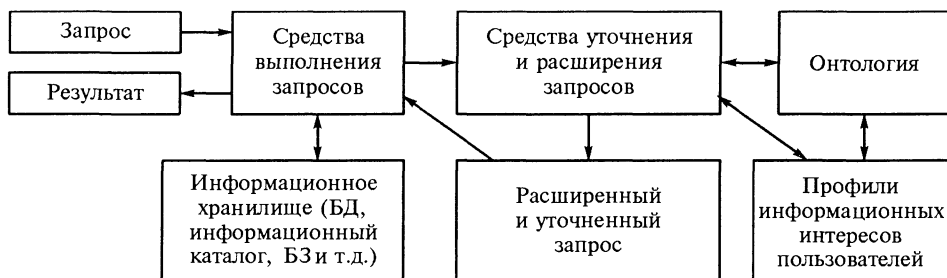 Запрос
Результат
Средства
выполнения
запросов
Средства уточнения
и расширения
запросов
Онтология
Информационное
хранилище (БД,
информационный
каталог, БЗ и т.д.)
Расширенный
и уточненный
запрос
Профили
информационных
интересов
пользователей